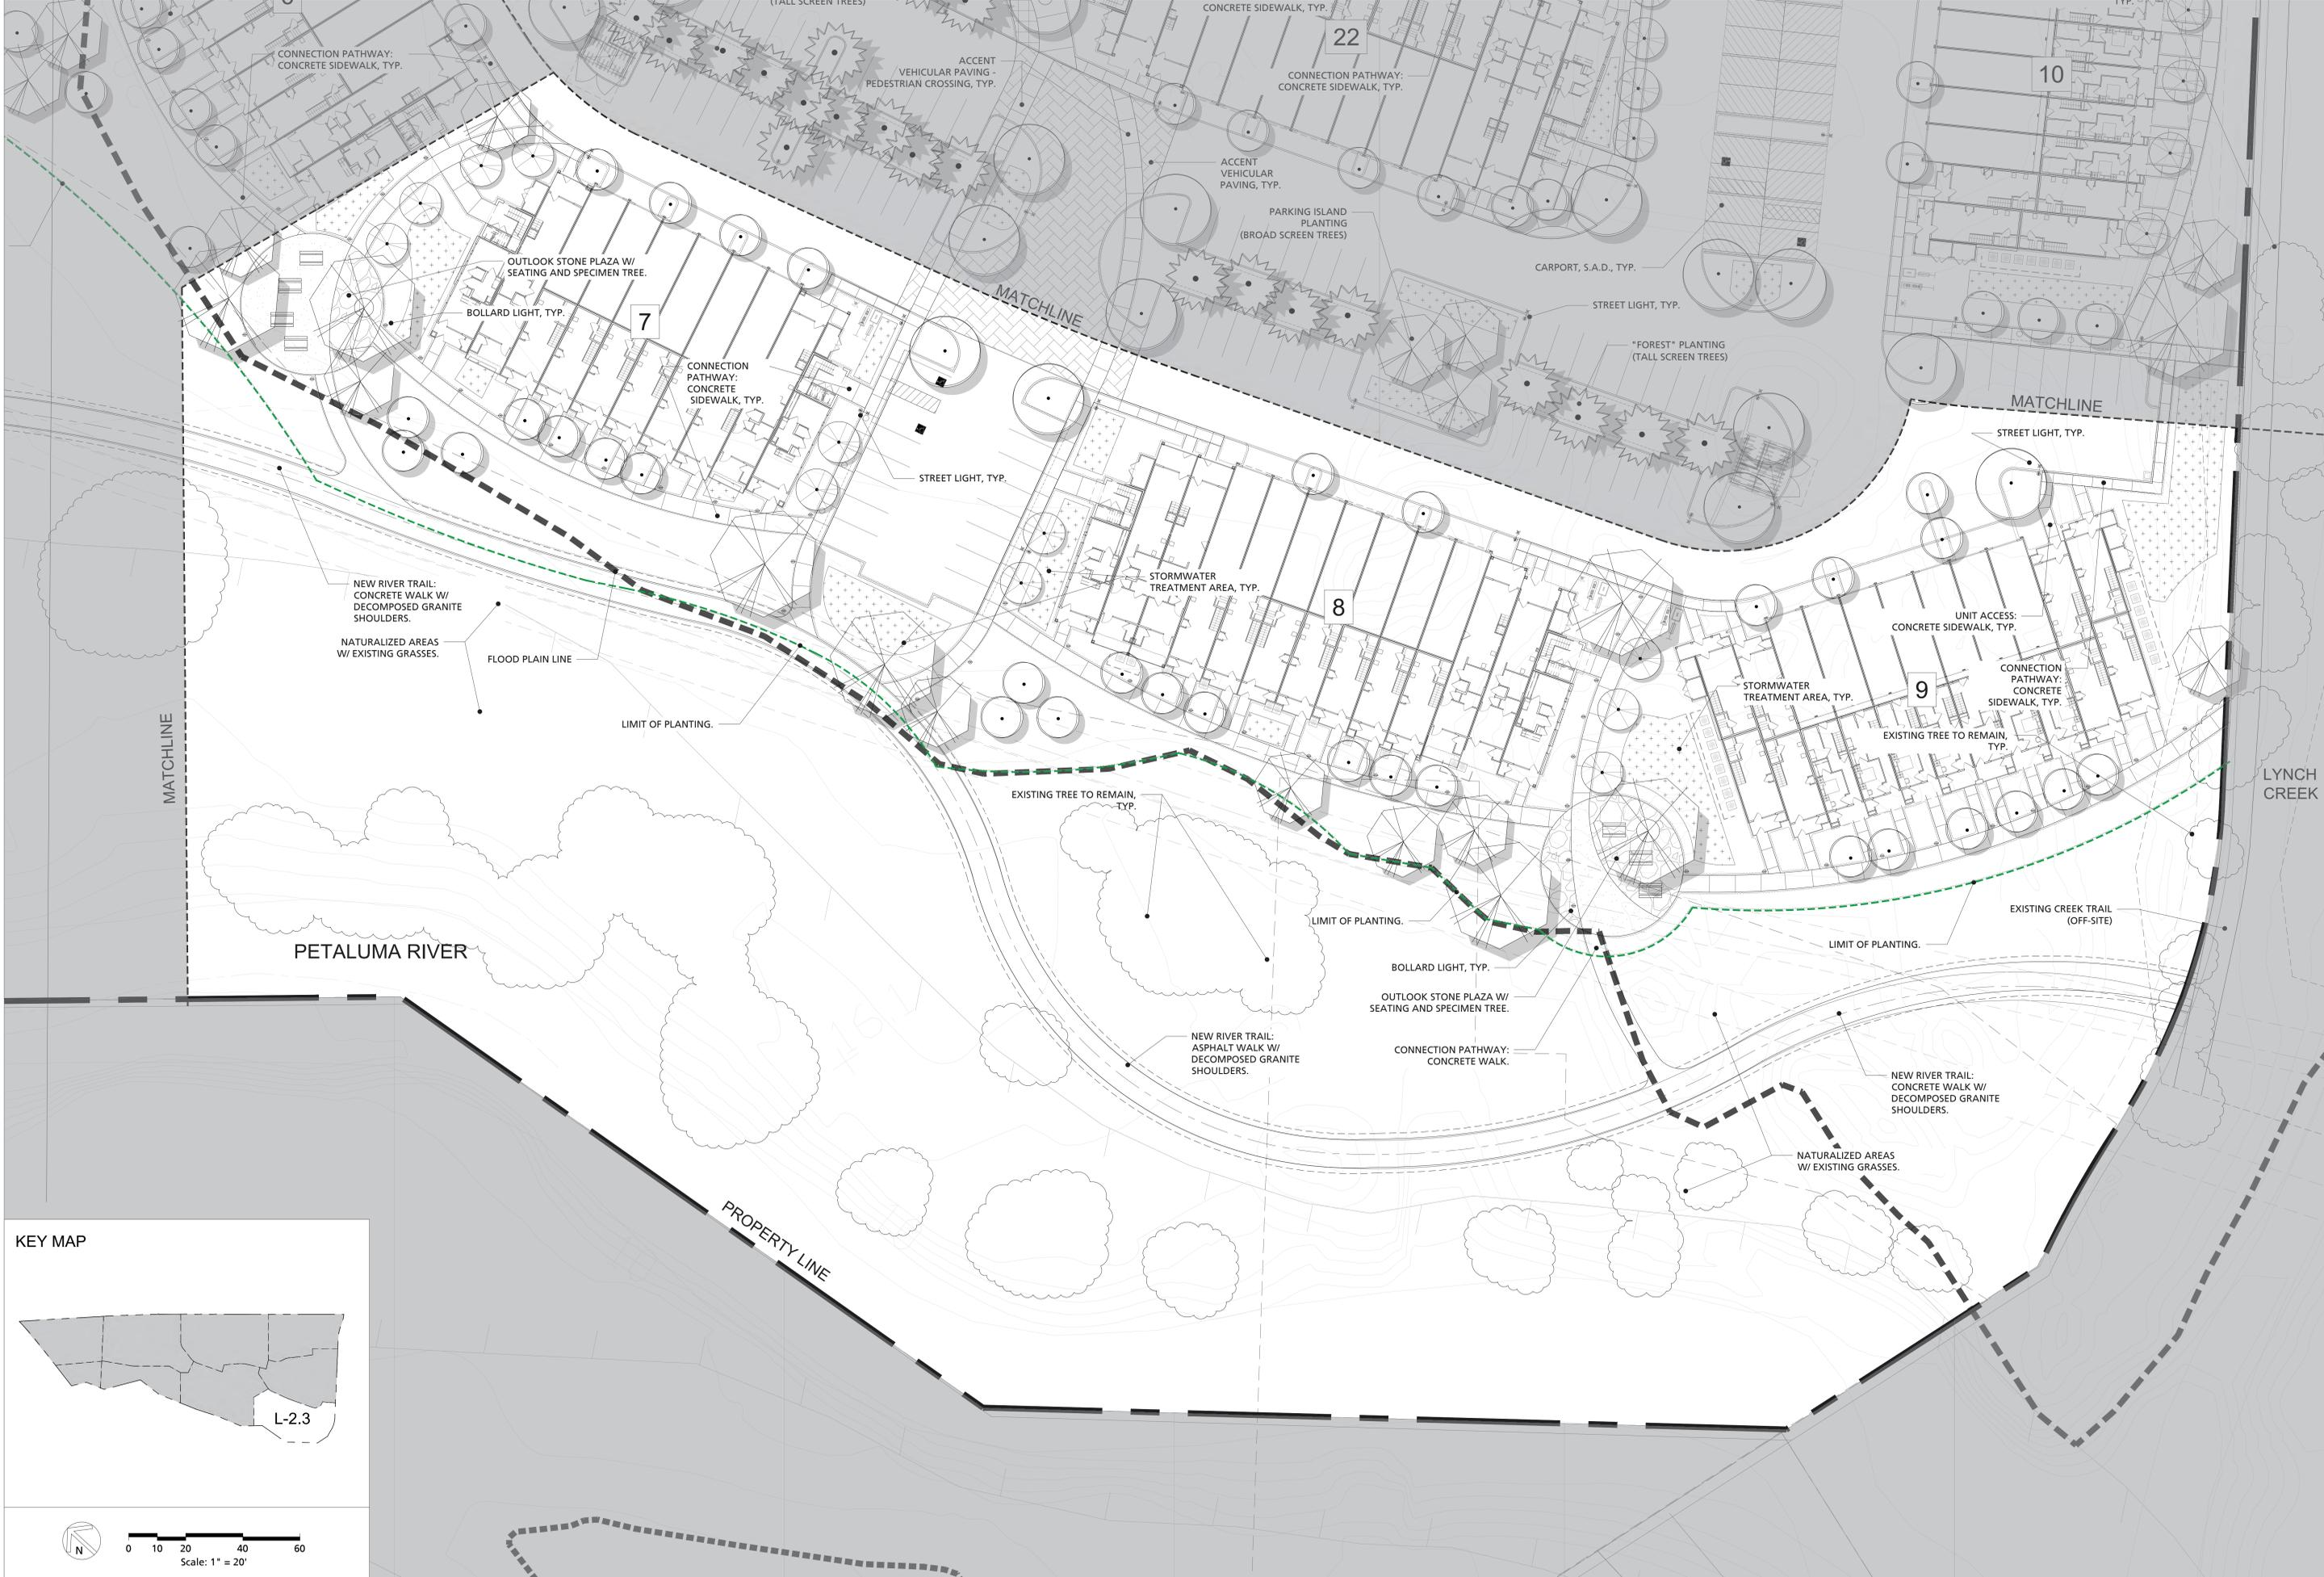 (TALL SCREEN TREES)
CONCRETE SIDEWALK, TYP.
22
10
CONNECTION PATHWAY:
CONCRETE SIDEWALK, TYP.
ACCENT
VEHICULAR PAVING -
PEDESTRIAN CROSSING, TYP.
CONNECTION PATHWAY:
CONCRETE SIDEWALK, TYP.
ACCENT
VEHICULAR
PAVING, TYP.
PARKING ISLAND
PLANTING
(BROAD SCREEN TREES)
CARPORT, S.A.D., TYP.
STREET LIGHT, TYP.
"FOREST" PLANTING
(TALL SCREEN TREES)
OUTLOOK STONE PLAZA W/
SEATING AND SPECIMEN TREE.
BOLLARD LIGHT, TYP.
7
MATCHLINE
CONNECTION
PATHWAY:
CONCRETE
SIDEWALK, TYP.
STREET LIGHT, TYP.
MATCHLINE
STREET LIGHT, TYP.
STORMWATER
TREATMENT AREA, TYP.
8
UNIT ACCESS:
CONCRETE SIDEWALK, TYP.
CONNECTION
PATHWAY:
CONCRETE
SIDEWALK, TYP.
STORMWATER
TREATMENT AREA, TYP.
9
EXISTING TREE TO REMAIN,
TYP.
NEW RIVER TRAIL:
CONCRETE WALK W/
DECOMPOSED GRANITE
SHOULDERS.
NATURALIZED AREAS
W/ EXISTING GRASSES.
FLOOD PLAIN LINE
LIMIT OF PLANTING.
MATCHLINE
EXISTING TREE TO REMAIN,
TYP.
LYNCH
CREEK
LIMIT OF PLANTING.
EXISTING CREEK TRAIL
(OFF-SITE)
LIMIT OF PLANTING.
PETALUMA RIVER
BOLLARD LIGHT, TYP.
OUTLOOK STONE PLAZA W/
SEATING AND SPECIMEN TREE.
CONNECTION PATHWAY:
CONCRETE WALK.
NEW RIVER TRAIL:
ASPHALT WALK W/
DECOMPOSED GRANITE
SHOULDERS.
NEW RIVER TRAIL:
CONCRETE WALK W/
DECOMPOSED GRANITE
SHOULDERS.
NATURALIZED AREAS
W/ EXISTING GRASSES.
PROPERTY LINE
KEY MAP
L-2.3
N
0 10 20 40 60
Scale: 1" = 20'